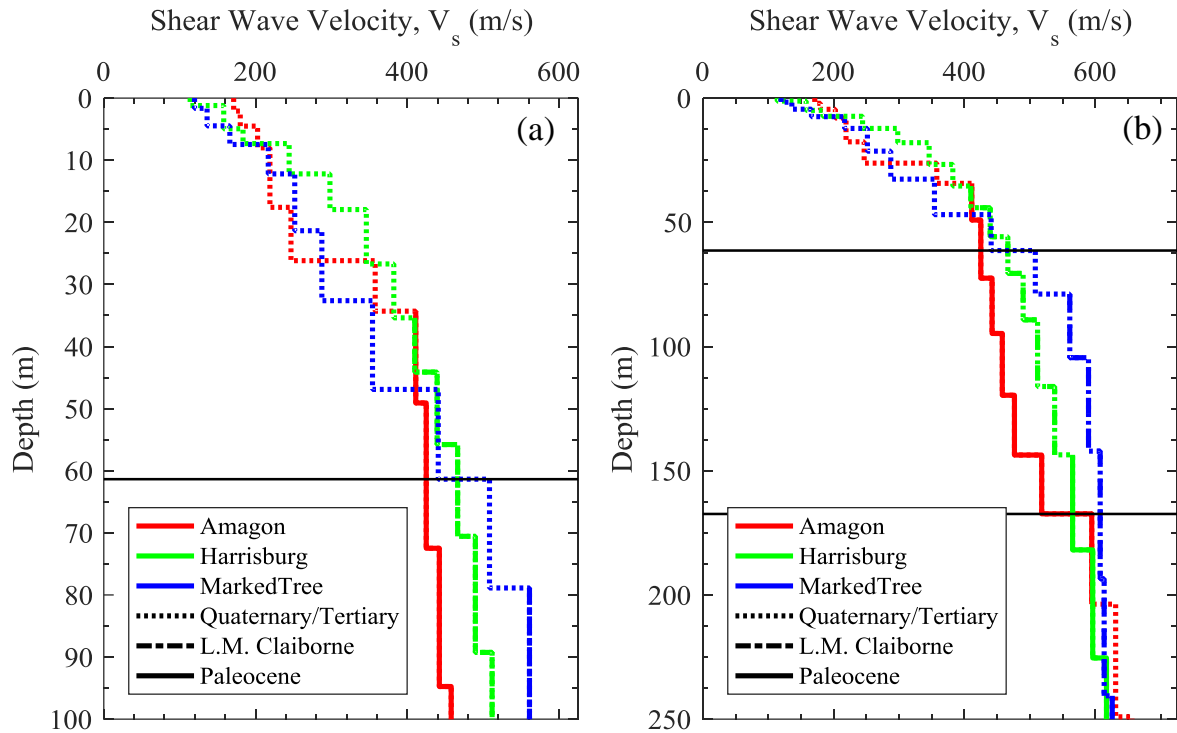 Shear Wave Velocity, Vs (m/s)
0 200 400 600
(a)
Depth (m)
0
10
20
30
40
50
60
70
80
90
100
Amagon
Harrisburg
MarkedTree
Quaternary/Tertiary
L.M. Claiborne
Paleocene
Shear Wave Velocity, Vs (m/s)
0 200 400 600
(b)
Depth (m)
0
50
100
150
200
250
Amagon
Harrisburg
MarkedTree
Quaternary/Tertiary
L.M. Claiborne
Paleocene